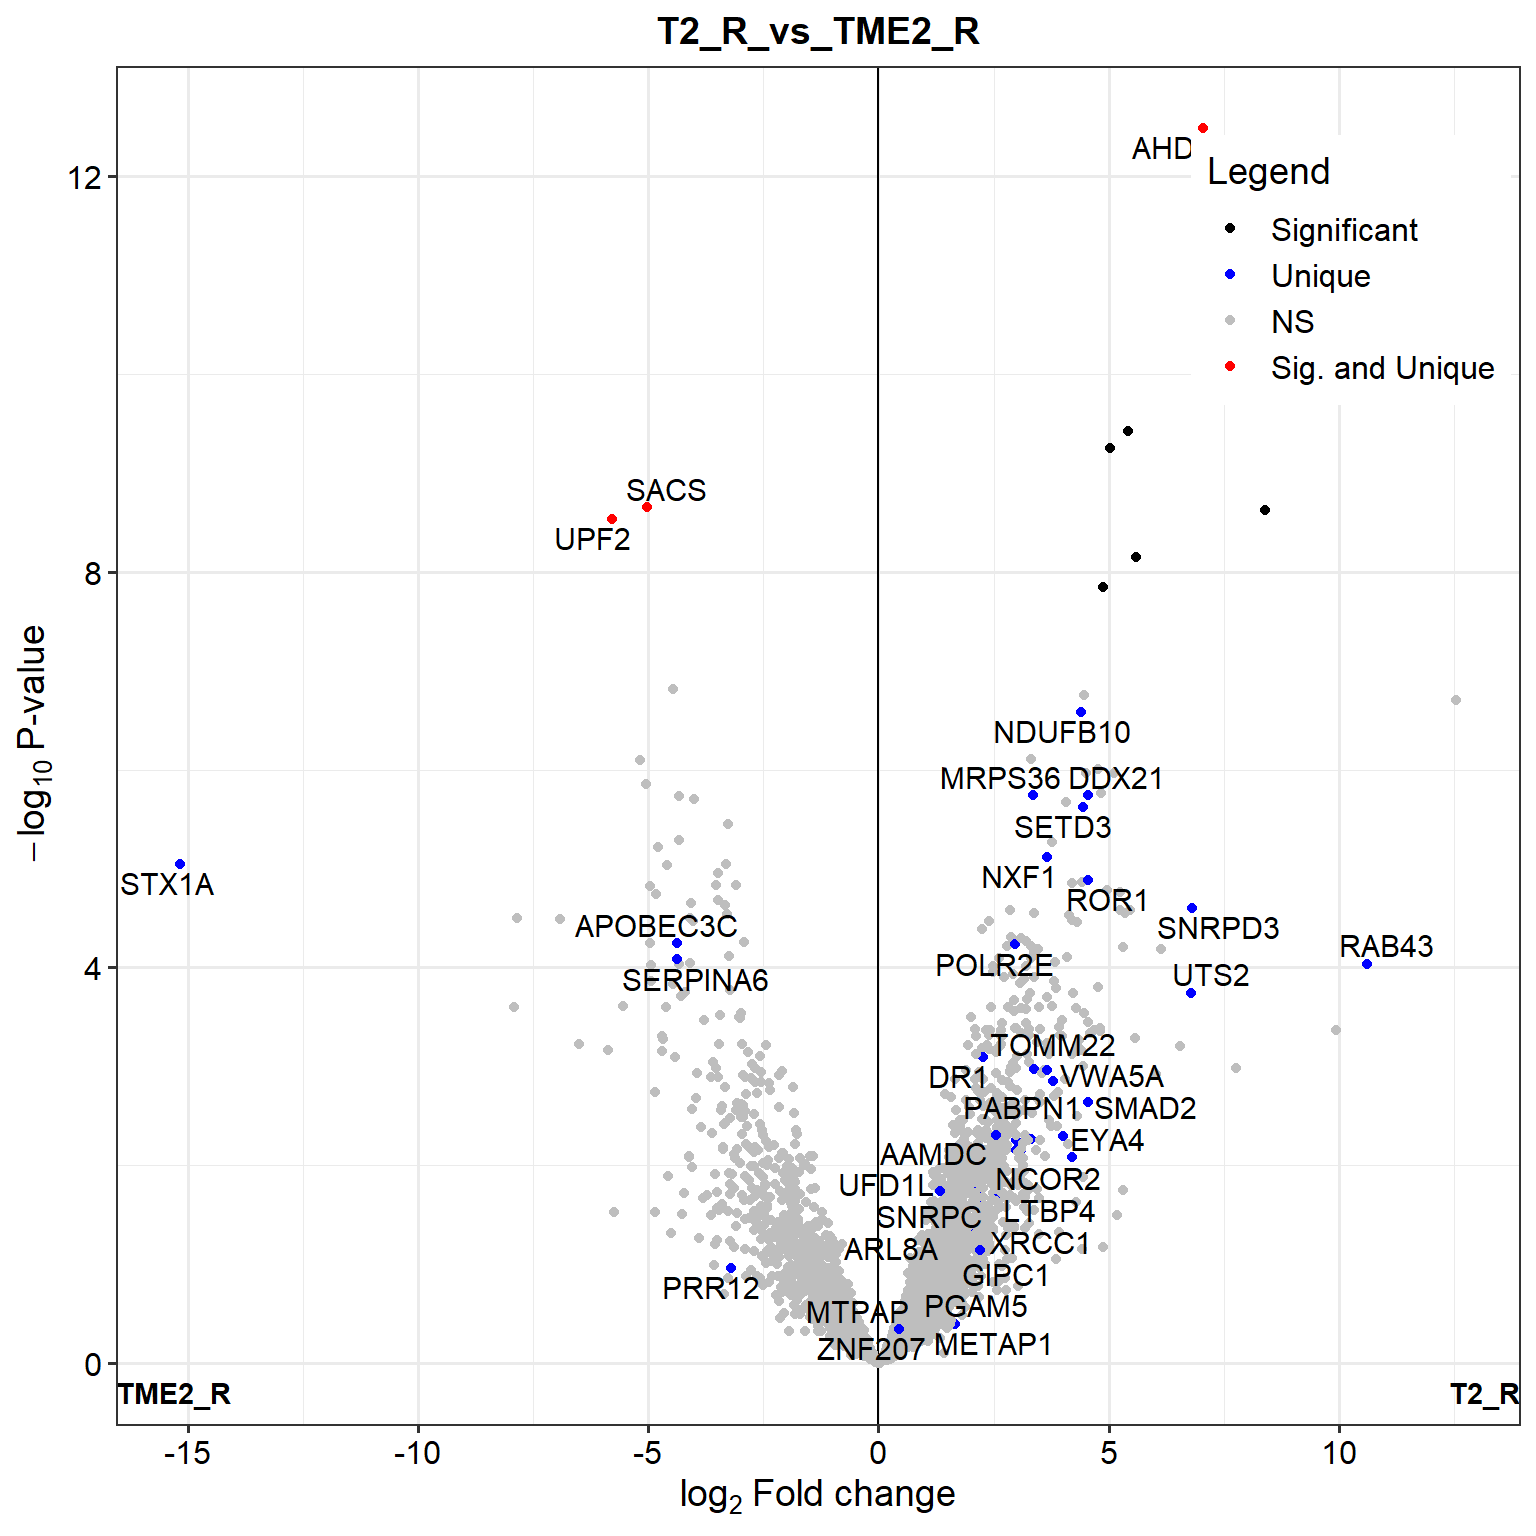 T2_R_vs_TME2_R
12
8
4
0
−log10 P-value
AHD
Legend
Significant
Unique
NS
Sig. and Unique
SACS
UPF2
NDUFB10
MRPS36
DDX21
SETD3
STX1A
NXF1
ROR1
APOBEC3C
SNRPD3
SERPINA6
POLR2E
RAB43
UTS2
TOMM22
DR1
VWA5A
PABPN1
SMAD2
EYA4
AAMDC
NCOR2
UFD1L
LTBP4
SNRPC
ARL8A
XRCC1
GIPC1
PRR12
MTPAP
PGAM5
ZNF207
METAP1
TME2_R
T2_R
-15
-10
-5
0
5
10
log2 Fold change